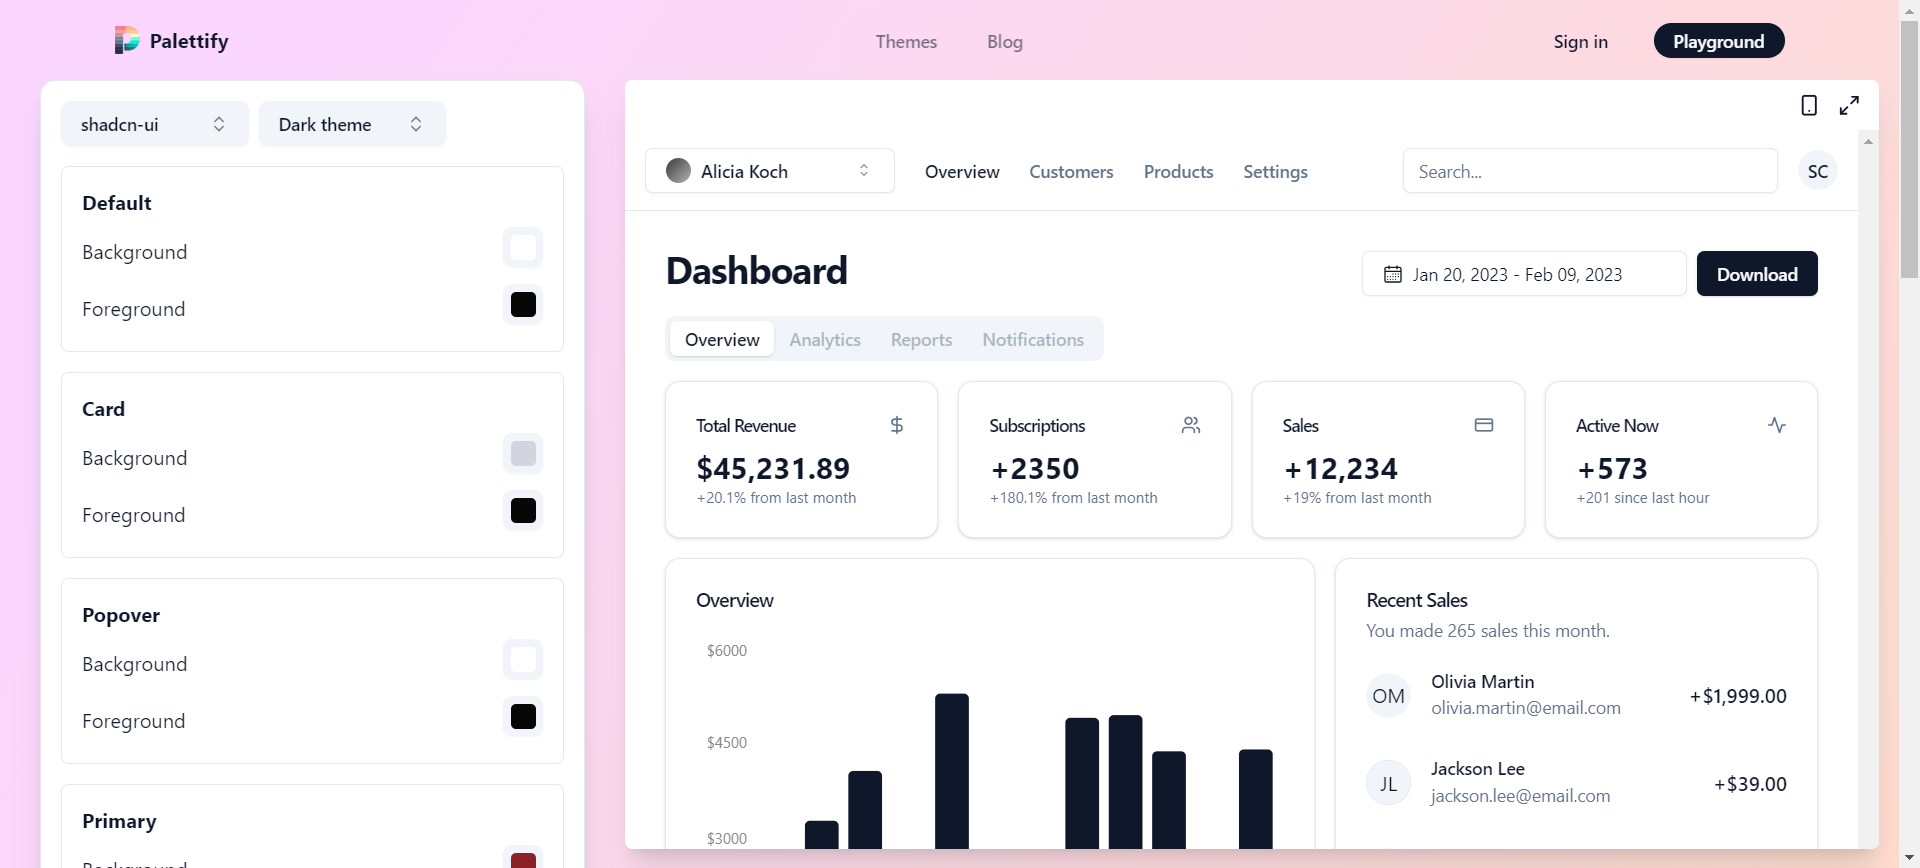 Palettify
Themes
Blog
Sign in
Playground
shadcn-ui
Dark theme
Default
Background
Foreground
Card
Background
Foreground
Popover
Background
Foreground
Primary
Background
Alicia Koch
Overview
Customers
Products
Settings
Search...
SC
Dashboard
Jan 20, 2023 - Feb 09, 2023
Download
Overview
Analytics
Reports
Notifications
Total Revenue
$45,231.89
+20.1% from last month
Subscriptions
+2350
+180.1% from last month
Sales
+12,234
+19% from last month
Active Now
+573
+201 since last hour
Overview
$6000
$4500
$3000
Recent Sales
You made 265 sales this month.
OM
Olivia Martin
olivia.martin@email.com
+$1,999.00
JL
Jackson Lee
jackson.lee@email.com
+$39.00